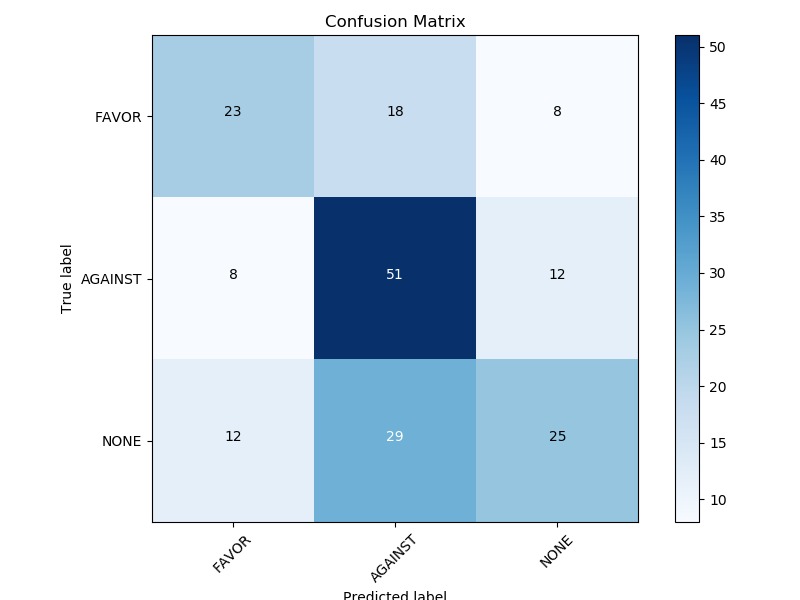 Confusion Matrix
FAVOR 23 18 8
AGAINST 8 51 12
NONE 12 29 25
True label
FAVOR AGAINST NONE
Predicted label
50
45
40
35
30
25
20
15
10